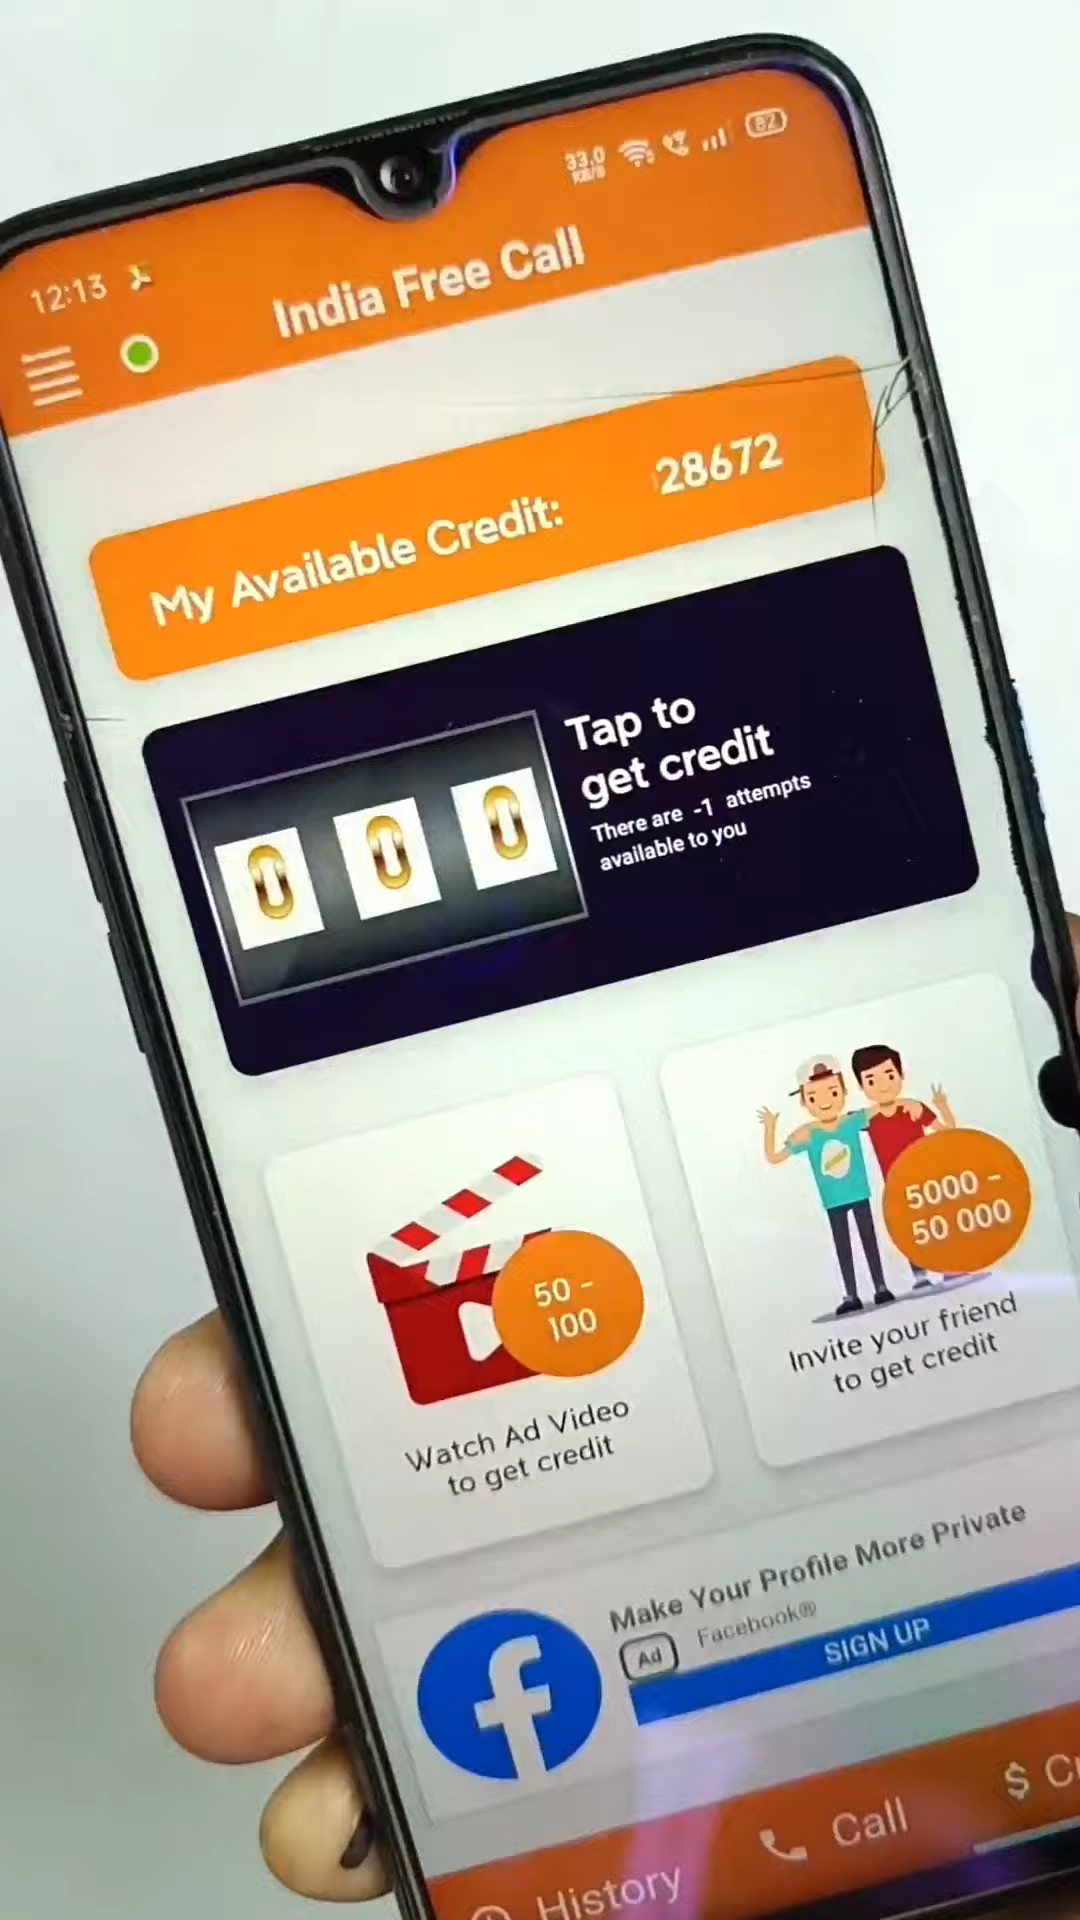 33.0
KB/S
82
12:13
India Free Call
My Available Credit:
28672
0 0 0
Tap to
get credit
There are -1 attempts
available to you
50 -
100
Watch Ad Video
to get credit
5000 -
50 000
Invite your friend
to get credit
Make Your Profile More Private
Ad
Facebook®
SIGN UP
History
Call
$